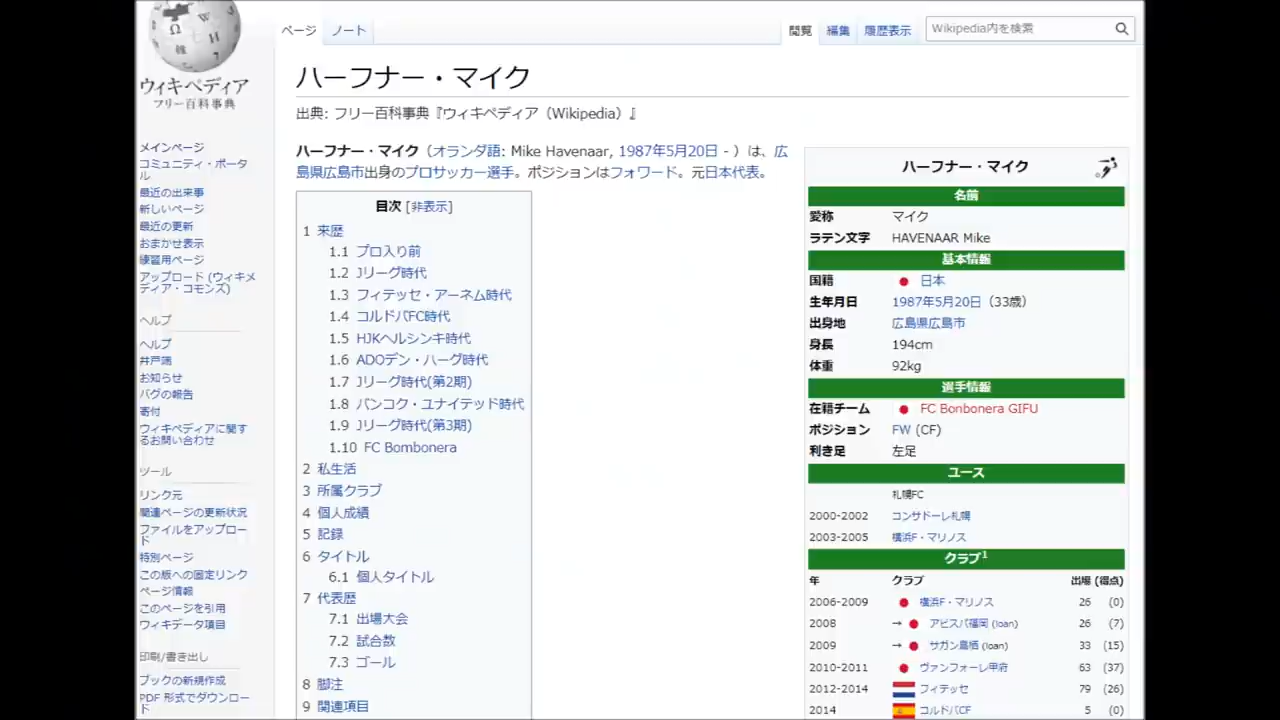 ウィキペディア
フリー百科事典
メインページ
コミュニティ・ポータ
ル
最近の出来事
新しいページ
最近の更新
おまかせ表示
練習用ページ
アップロード (ウィキメ
ディア・コモンズ)
ヘルプ
ヘルプ
井戸端
お知らせ
バグの報告
寄付
ウィキペディアに関す
るお問い合わせ
ツール
リンク元
関連ページの更新状況
ファイルをアップロー
ド
特別ページ
この版への固定リンク
ページ情報
このページを引用
ウィキデータ項目
印刷/書き出し
ブックの新規作成
PDF 形式でダウンロー
ド
ページ ノート 閲覧 編集 履歴表示 Wikipedia内を検索
ハーフナー・マイク
出典: フリー百科事典『ウィキペディア（Wikipedia）』
ハーフナー・マイク（オランダ語: Mike Havenaar, 1987年5月20日 - ）は、広
島県広島市出身のプロサッカー選手。ポジションはフォワード。元日本代表。
目次 [非表示]
1 来歴
1.1 プロ入り前
1.2 Jリーグ時代
1.3 フィテッセ・アーネム時代
1.4 コルドバFC時代
1.5 HJKヘルシンキ時代
1.6 ADOデン・ハーグ時代
1.7 Jリーグ時代(第2期)
1.8 バンコク・ユナイテッド時代
1.9 Jリーグ時代(第3期)
1.10 FC Bombonera
2 私生活
3 所属クラブ
4 個人成績
5 記録
6 タイトル
6.1 個人タイトル
7 代表歴
7.1 出場大会
7.2 試合数
7.3 ゴール
8 脚注
9 関連項目
ハーフナー・マイク
名前
愛称 マイク
ラテン文字 HAVENAAR Mike
基本情報
国籍 日本
生年月日 1987年5月20日（33歳）
出身地 広島県広島市
身長 194cm
体重 92kg
選手情報
在籍チーム FC Bonbonera GIFU
ポジション FW (CF)
利き足 左足
ユース
札幌FC
2000-2002 コンサドーレ札幌
2003-2005 横浜F・マリノス
クラブ1
年 クラブ 出場 (得点)
2006-2009 横浜F・マリノス 26 (0)
2008 → アビスパ福岡 (loan) 26 (7)
2009 → サガン鳥栖 (loan) 33 (15)
2010-2011 ヴァンフォーレ甲府 63 (37)
2012-2014 フィテッセ 79 (26)
2014 コルドバCF 5 (0)